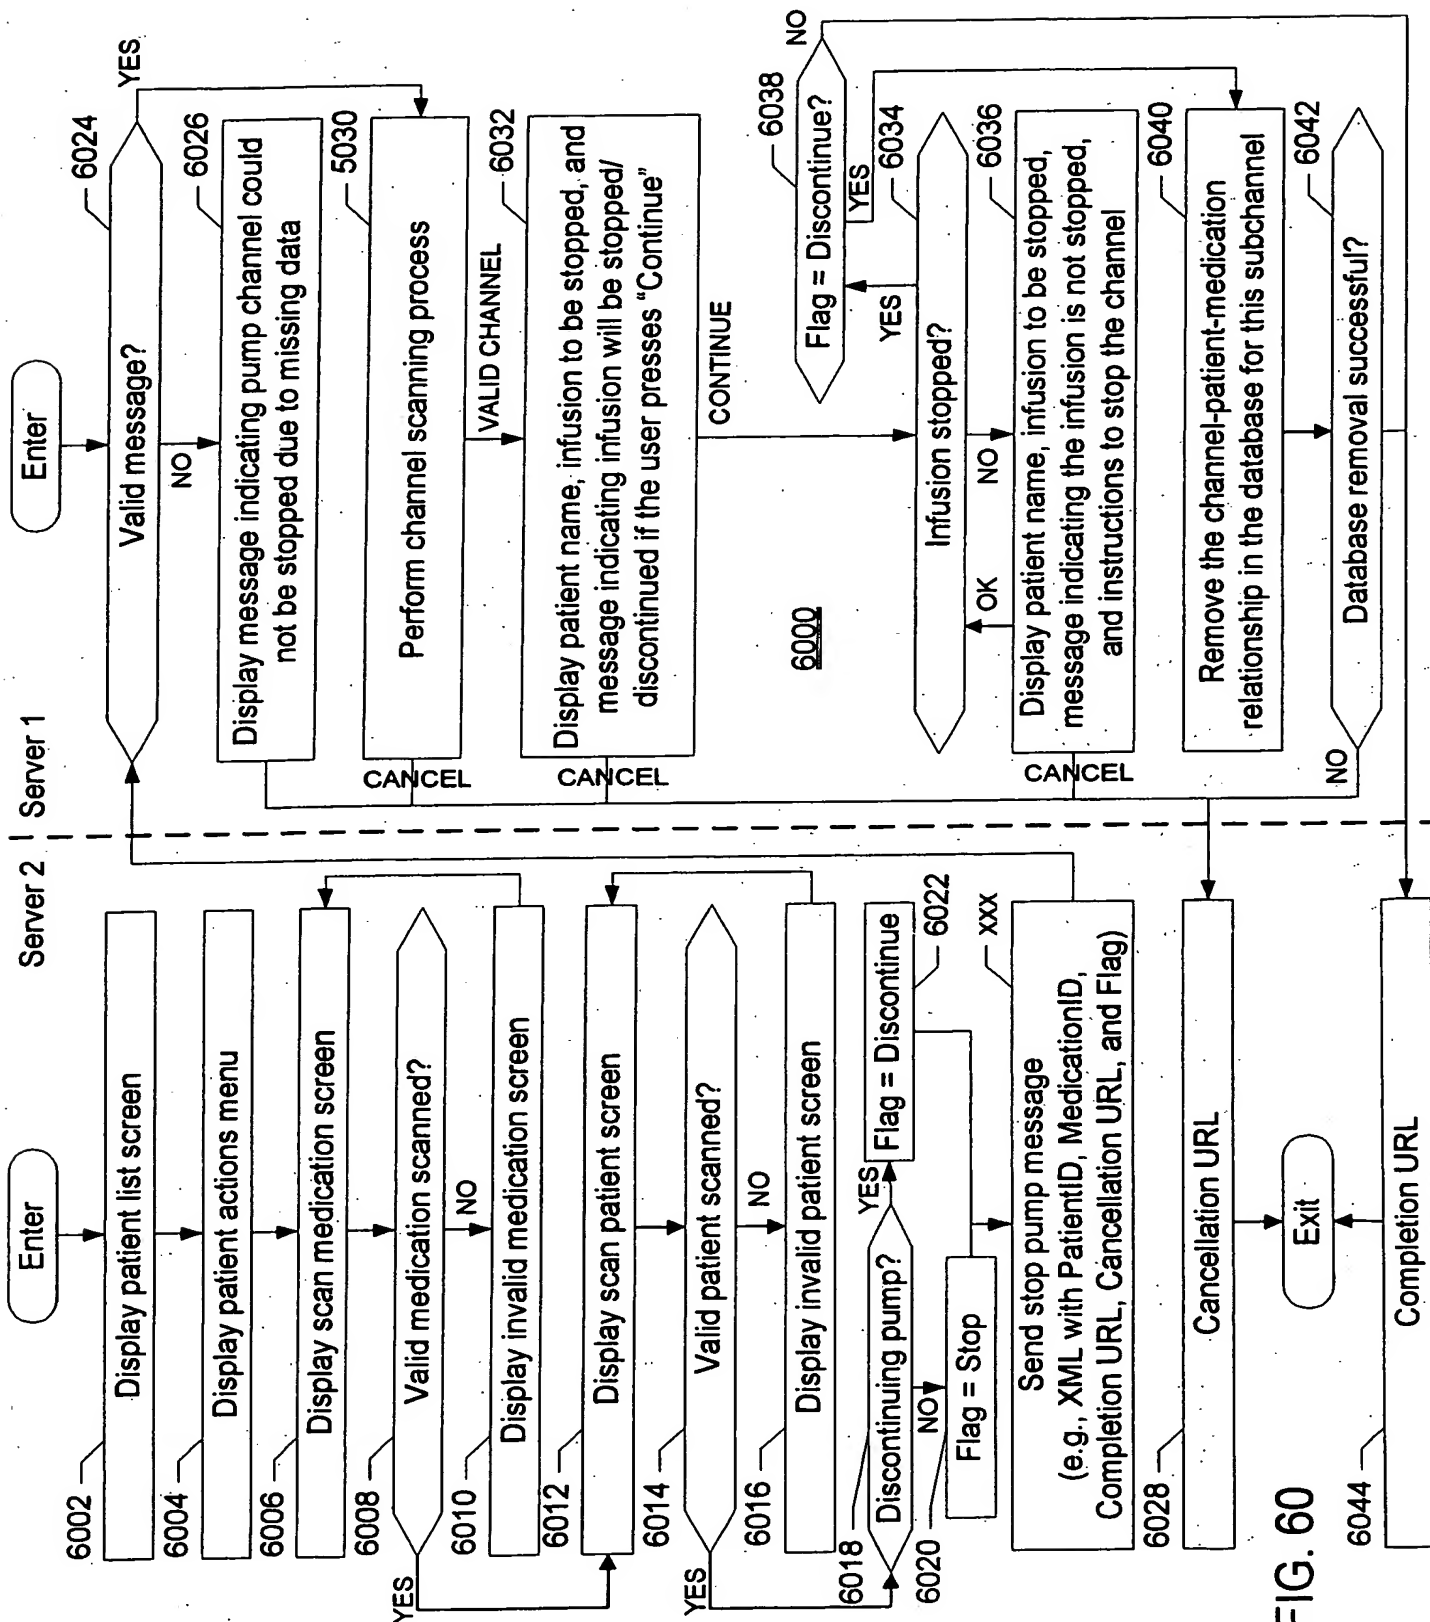 Server 2
Enter
6002
Display patient list screen
6004
Display patient actions menu
6006
Display scan medication screen
6008
Valid medication scanned?
YES
NO
6010
Display invalid medication screen
6012
Display scan patient screen
6014
Valid patient scanned?
YES
NO
6016
Display invalid patient screen
6018
Discontinuing pump?
YES
Flag = Discontinue
6022
NO
6020
Flag = Stop
XXX
Send stop pump message
(e.g., XML with PatientID, MedicationID,
Completion URL, Cancellation URL, and Flag)
6028
Cancellation URL
Exit
6044
Completion URL
FIG. 60
Server 1
Enter
6024
Valid message?
YES
NO
6026
Display message indicating pump channel could
not be stopped due to missing data
5030
Perform channel scanning process
CANCEL
VALID CHANNEL
6032
Display patient name, infusion to be stopped, and
message indicating infusion will be stopped/
discontinued if the user presses "Continue"
CANCEL
CONTINUE
6000
6038
Flag = Discontinue?
NO
YES
YES
6034
Infusion stopped?
OK
NO
6036
Display patient name, infusion to be stopped,
message indicating the infusion is not stopped,
and instructions to stop the channel
CANCEL
6040
Remove the channel-patient-medication
relationship in the database for this subchannel
6042
Database removal successful?
NO